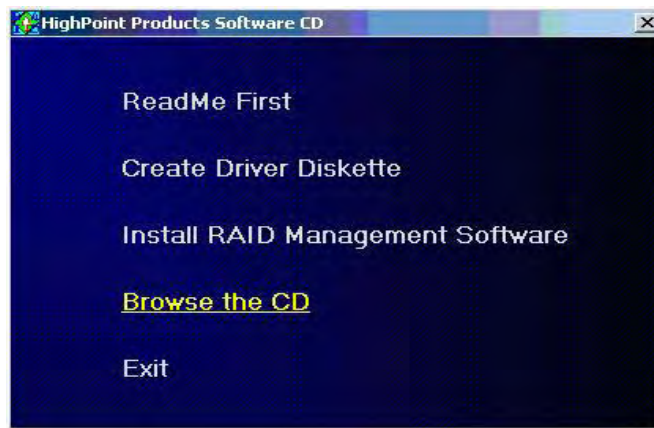 HighPoint Products Software CD
ReadMe First
Create Driver Diskette
Install RAID Management Software
Browse the CD
Exit